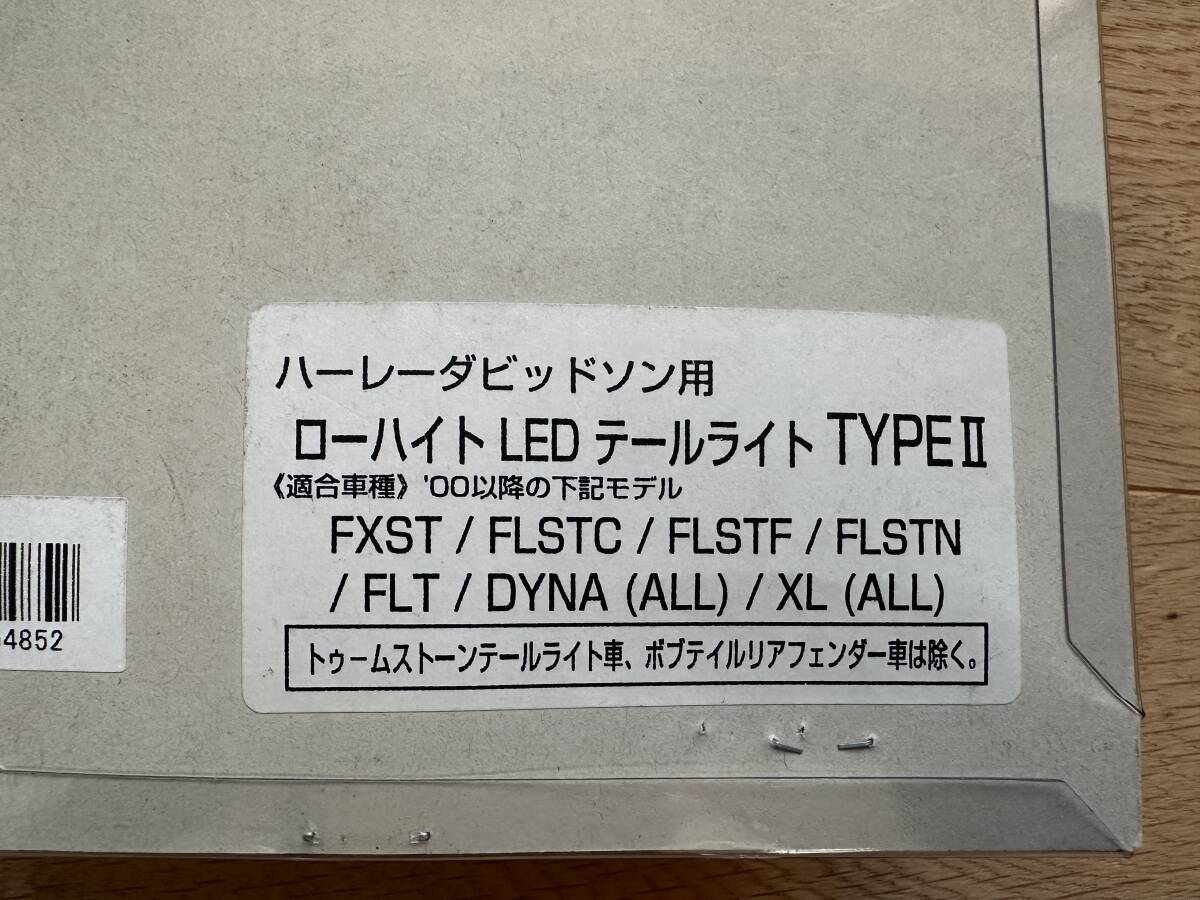 ハーレーダビッドソン用
ローハイト LED テールライト TYPEⅡ
《適合車種》 '00以降の下記モデル
FXST / FLSTC / FLSTF / FLSTN
/ FLT / DYNA (ALL) / XL (ALL)
トゥームストーンテールライト車、ボブテイルリアフェンダー車は除く。
4852